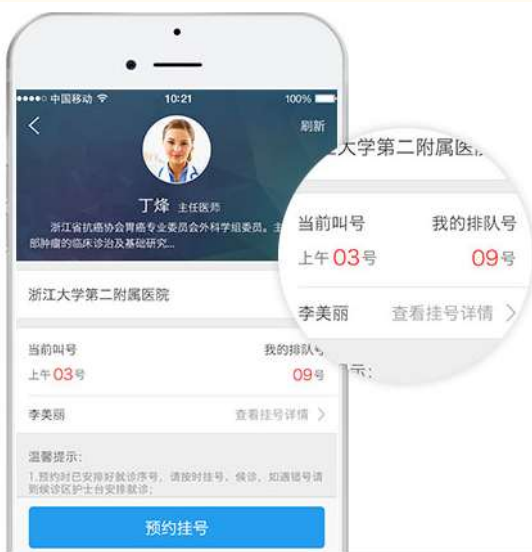 中国移动 10:21 100%
刷新
丁烽 主任医师
浙江省抗癌协会胃癌专业委员会外科学组委员。主
部肿瘤的临床诊治及基础研究...
浙江大学第二附属医院
当前叫号 我的排队号
上午03号 09号
李美丽 查看挂号详情
温馨提示:
1.预约时已安排好就诊序号，请按时挂号、候诊，如遇错号请
到候诊区护士台安排就诊;
预约挂号
大学第二附属医
当前叫号 我的排队号
上午03号 09号
李美丽 查看挂号详情
示: